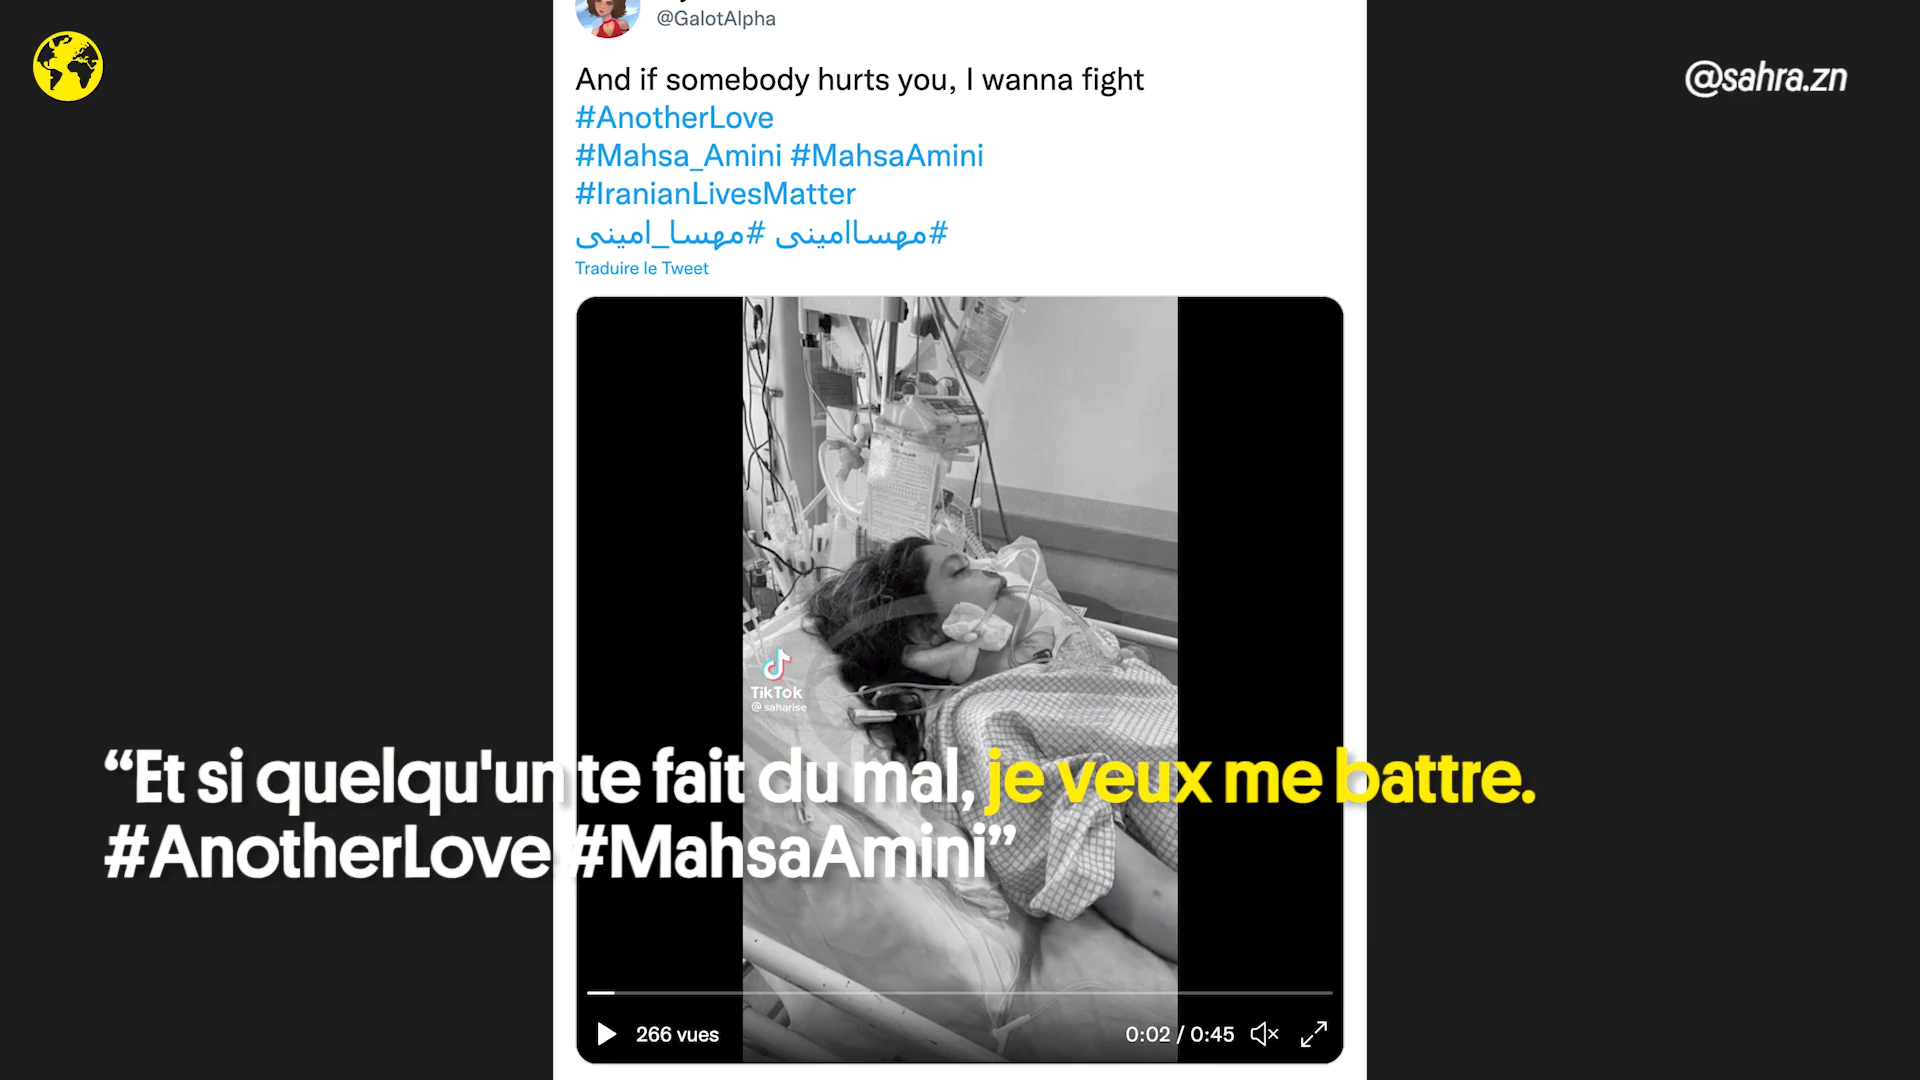 @GalotAlpha
@sahra.zn
And if somebody hurts you, I wanna fight
#AnotherLove
#Mahsa_Amini #MahsaAmini
#IranianLivesMatter
#مهساامینی #مهسا_امینی
Traduire le Tweet
TikTok
@saharise
“Et si quelqu'un te fait du mal, je veux me battre.
#AnotherLove #MahsaAmini”
266 vues
0:02 / 0:45